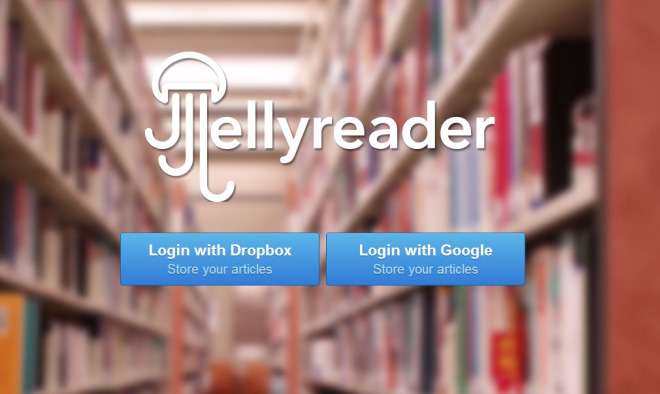 Jellyreader
Login with Dropbox
Store your articles
Login with Google
Store your articles